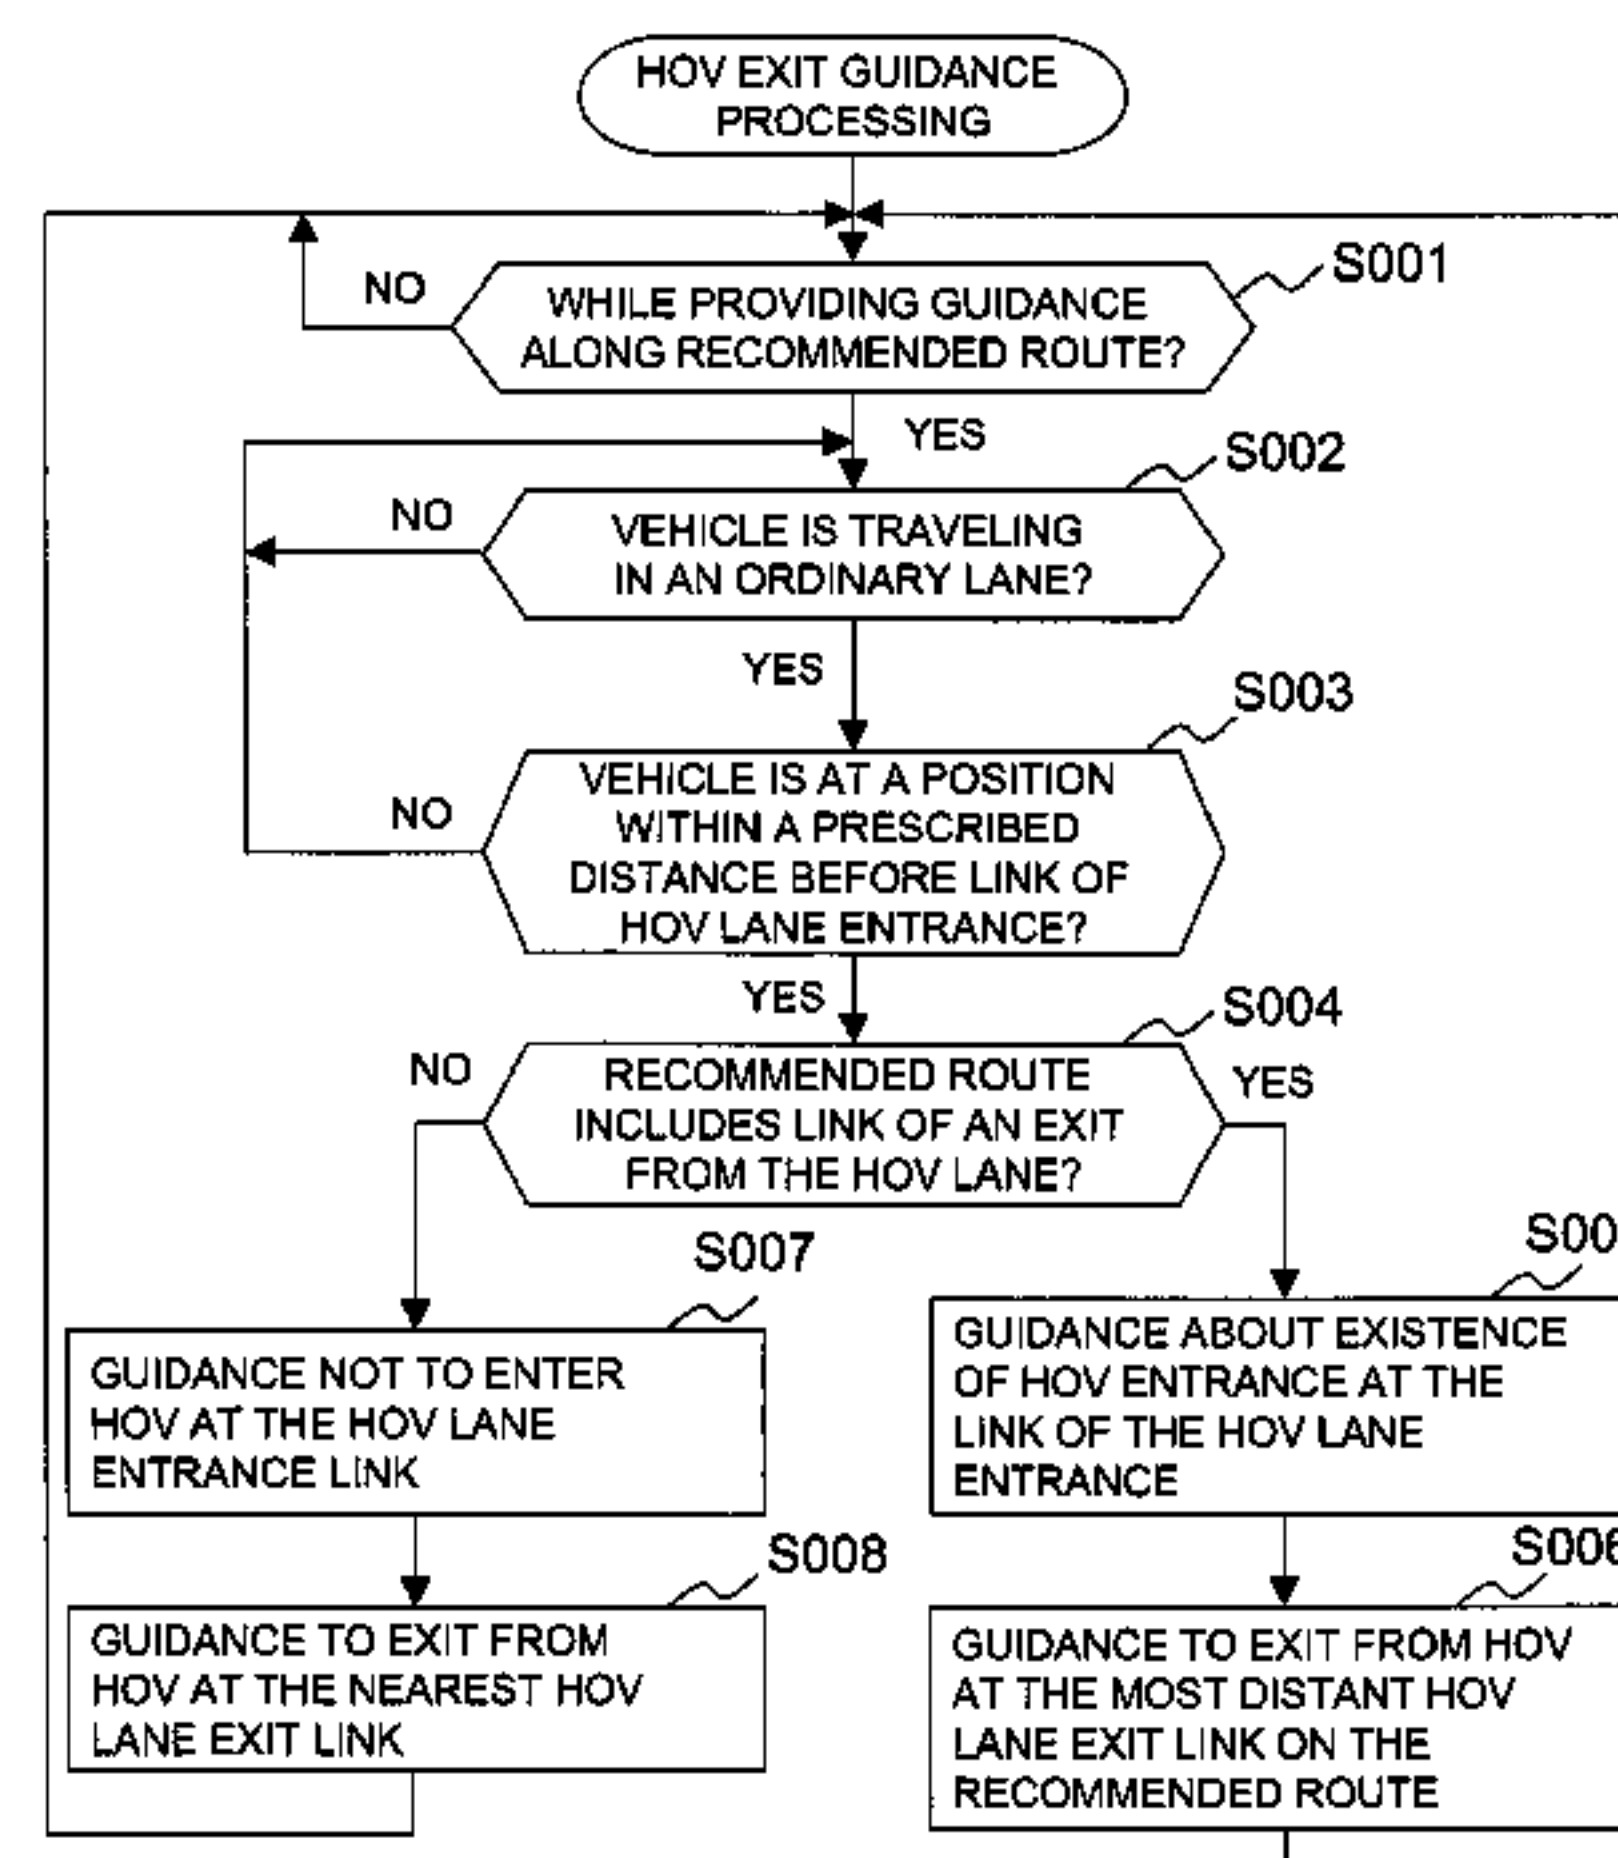 HOV EXIT GUIDANCE
PROCESSING
S001
NO
WHILE PROVIDING GUIDANCE
ALONG RECOMMENDED ROUTE?
YES
S002
NO
VEHICLE IS TRAVELING
IN AN ORDINARY LANE?
YES
S003
NO
VEHICLE IS AT A POSITION
WITHIN A PRESCRIBED
DISTANCE BEFORE LINK OF
HOV LANE ENTRANCE?
YES
S004
NO
YES
RECOMMENDED ROUTE
INCLUDES LINK OF AN EXIT
FROM THE HOV LANE?
S007
GUIDANCE NOT TO ENTER
HOV AT THE HOV LANE
ENTRANCE LINK
S008
GUIDANCE TO EXIT FROM
HOV AT THE NEAREST HOV
LANE EXIT LINK
S00
GUIDANCE ABOUT EXISTENCE
OF HOV ENTRANCE AT THE
LINK OF THE HOV LANE
ENTRANCE
S006
GUIDANCE TO EXIT FROM HOV
AT THE MOST DISTANT HOV
LANE EXIT LINK ON THE
RECOMMENDED ROUTE